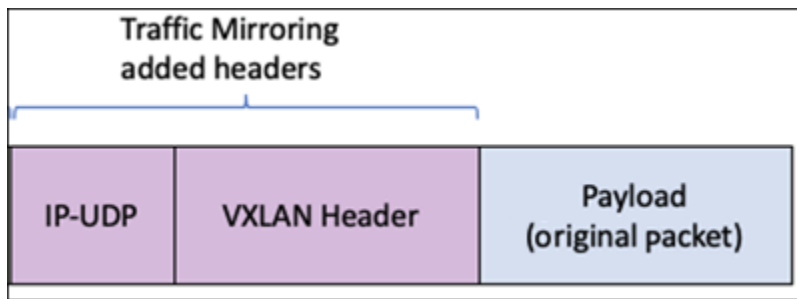 Traffic Mirroring
added headers
IP-UDP
VXLAN Header
Payload
(original packet)